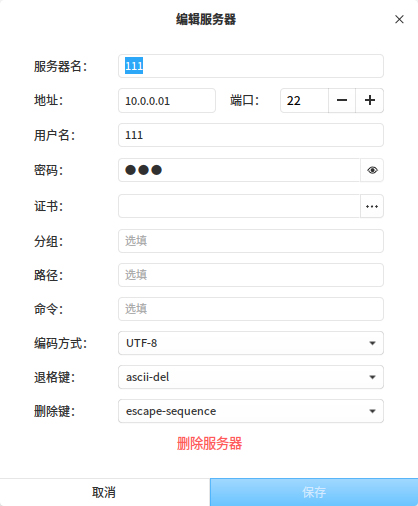 编辑服务器
服务器名： 111
地址： 10.0.0.01 端口： 22
用户名： 111
密码： ●●●
证书：
分组： 选填
路径： 选填
命令： 选填
编码方式： UTF-8
退格键： ascii-del
删除键： escape-sequence
删除服务器
取消 保存